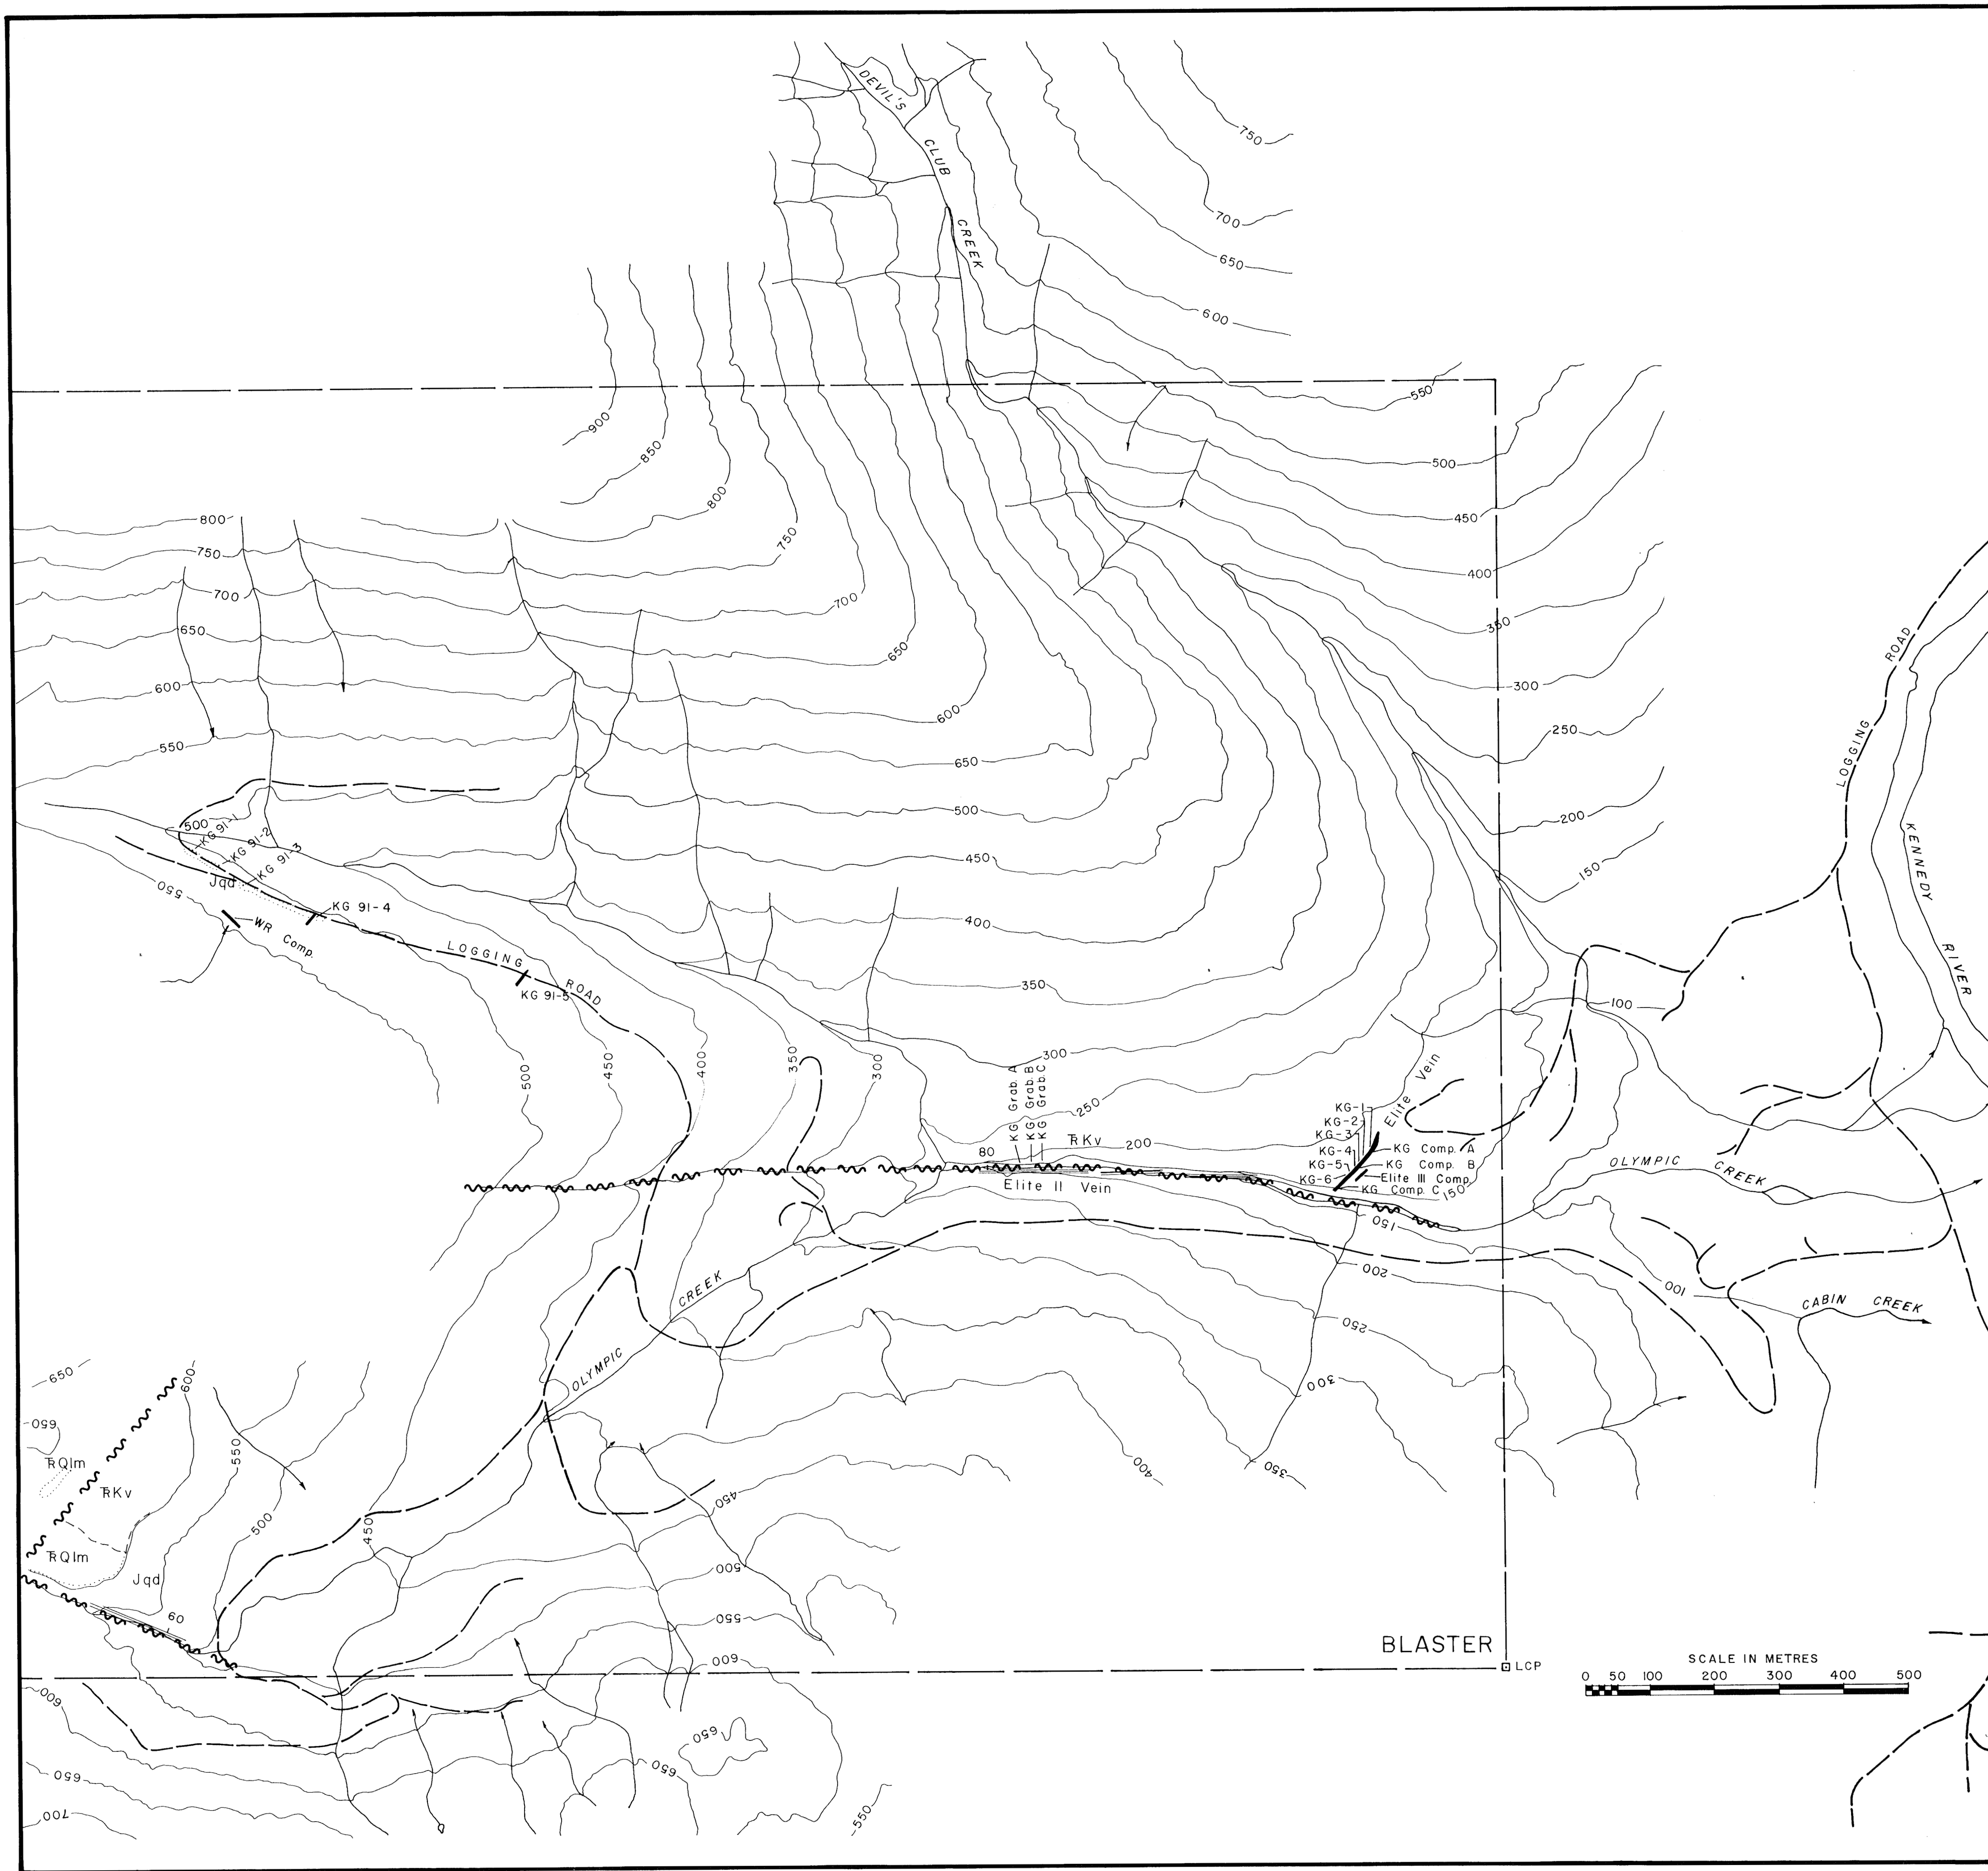 DEVIL'S CLUB CREEK
750
700
650
600
550
500
450
400
350
300
250
200
150
100
900
850
800
750
700
650
600
800
750
700
650
600
550
500
650
500
450
400
350
300
250
200
KG 91-1
KG 91-2
KG 91-3
Jqd
550
KG 91-4
WR Comp.
LOGGING ROAD
KG 91-5
500
450
400
350
300
KG Grab. A
KG Grab. B
KG Grab. C
80
TRKv
Elite II Vein
Elite Vein
KG-1
KG-2
KG-3
KG-4
KG-5
KG-6
KG Comp. A
KG Comp. B
Elite III Comp.
KG Comp. C
150
150
LOGGING ROAD
KENNEDY RIVER
OLYMPIC CREEK
CABIN CREEK
OLYMPIC CREEK
200
250
300
350
400
100
450
500
550
600
650
650
550
650
650
600
550
500
450
TRQlm
TRKv
TRQlm
Jqd
60
600
650
700
BLASTER
LCP
SCALE IN METRES
0 50 100 200 300 400 500